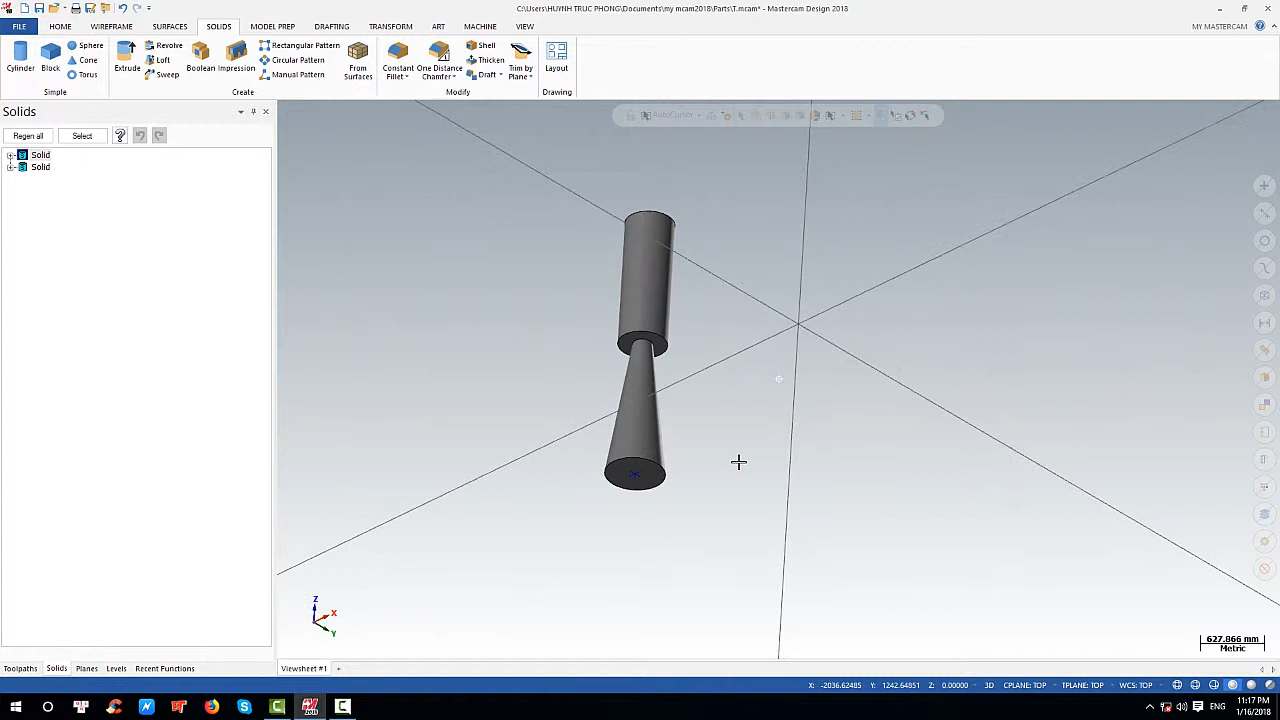 C:\Users\HUYNH TRUC PHONG\Documents\my mcam2018\Parts\T.mcam* - Mastercam Design 2018
FILE HOME WIREFRAME SURFACES SOLIDS MODEL PREP DRAFTING TRANSFORM ART MACHINE VIEW MY MASTERCAM
Cylinder Block Sphere Cone Torus
Simple
Extrude Revolve Loft Sweep Boolean Impression Rectangular Pattern Circular Pattern Manual Pattern From Surfaces
Create
Constant Fillet One Distance Chamfer Shell Thicken Draft Trim by Plane
Modify
Layout
Drawing
Solids
Regen all Select ?
Solid
Solid
AutoCursor
Z
X
Y
627.866 mm
Metric
Toolpaths Solids Planes Levels Recent Functions Viewsheet #1 +
X: -2036.62485 Y: 1242.64851 Z: 0.00000 3D CPLANE: TOP TPLANE: TOP WCS: TOP
ENG
11:17 PM
1/16/2018